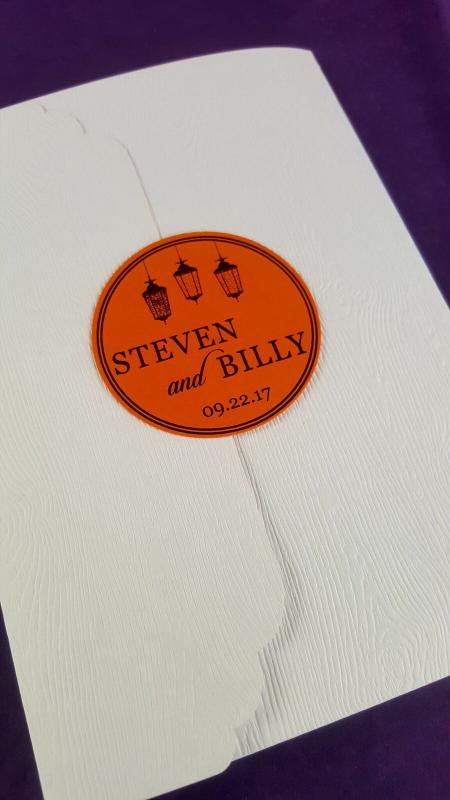 STEVEN
and BILLY
09.22.17